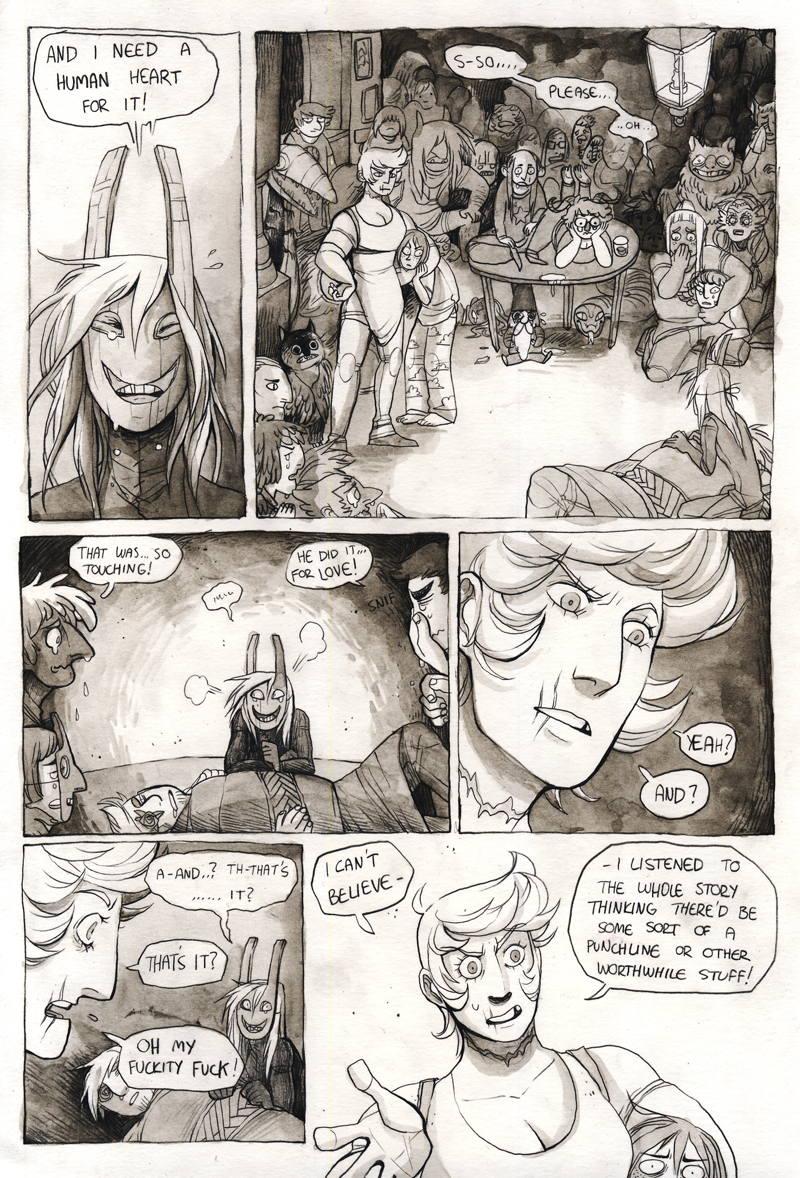 AND I NEED A
HUMAN HEART
FOR IT!
S-SO,...
PLEASE...
..OH...
THAT WAS... SO
TOUCHING!
HE DID IT...
FOR LOVE!
SNIF
YEAH?
AND?
A-AND..? TH-THAT'S
...... IT?
THAT'S IT?
OH MY
FUCKITY FUCK!
I CAN'T
BELIEVE-
- I LISTENED TO
THE WHOLE STORY
THINKING THERE'D BE
SOME SORT OF A
PUNCHLINE OR OTHER
WORTHWHILE STUFF!